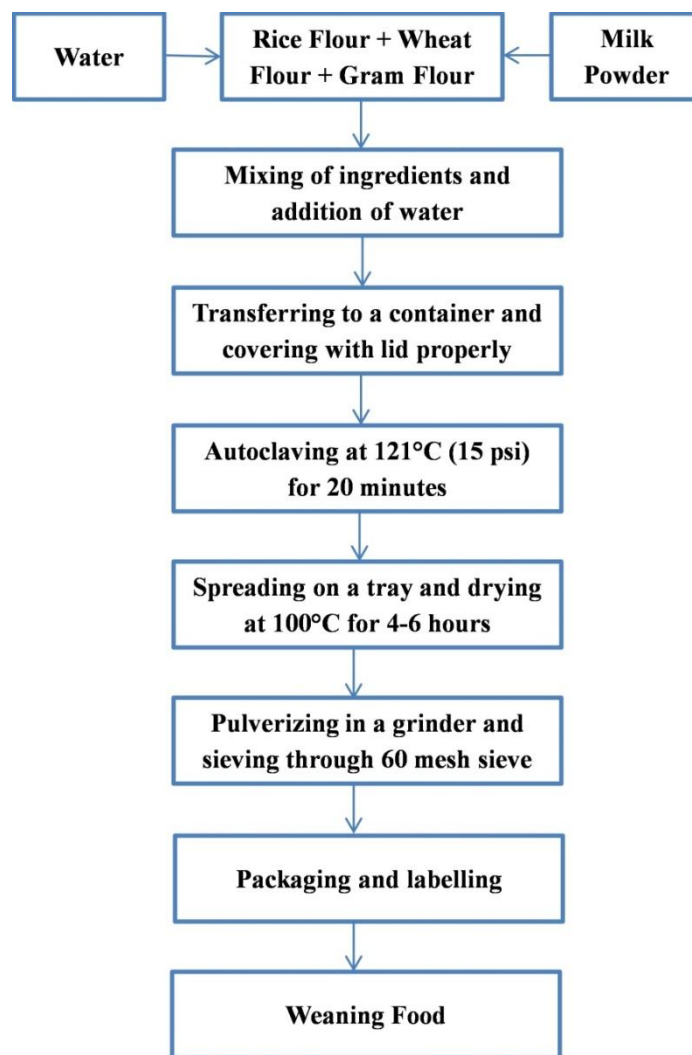 Water
Rice Flour + Wheat
Flour + Gram Flour
Milk
Powder
Mixing of ingredients and
addition of water
Transferring to a container and
covering with lid properly
Autoclaving at 121°C (15 psi)
for 20 minutes
Spreading on a tray and drying
at 100°C for 4-6 hours
Pulverizing in a grinder and
sieving through 60 mesh sieve
Packaging and labelling
Weaning Food